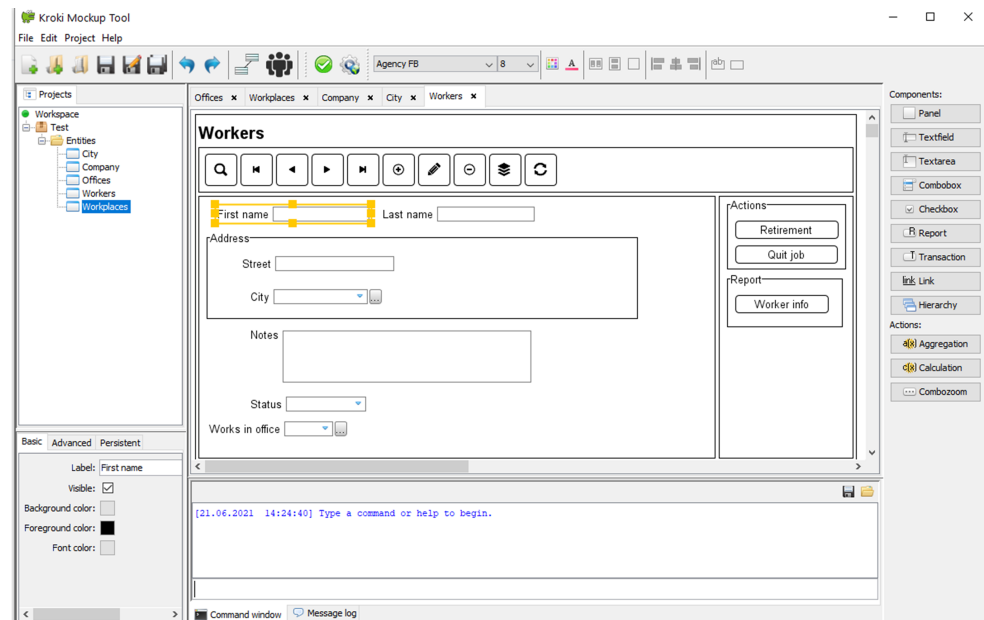 Kroki Mockup Tool
File Edit Project Help
Agency FB 8
Projects
Workspace
Test
Entities
City
Company
Offices
Workers
Workplaces
Offices Workplaces Company City Workers
Workers
First name Last name
Address
Street
City ...
Notes
Status
Works in office ...
Actions
Retirement
Quit job
Report
Worker info
Components:
Panel
Textfield
Textarea
Combobox
Checkbox
Report
Transaction
link Link
Hierarchy
Actions:
a(x) Aggregation
c(x) Calculation
Combozoom
Basic Advanced Persistent
Label: First name
Visible:
Background color:
Foreground color:
Font color:
[21.06.2021 14:24:40] Type a command or help to begin.
Command window Message log